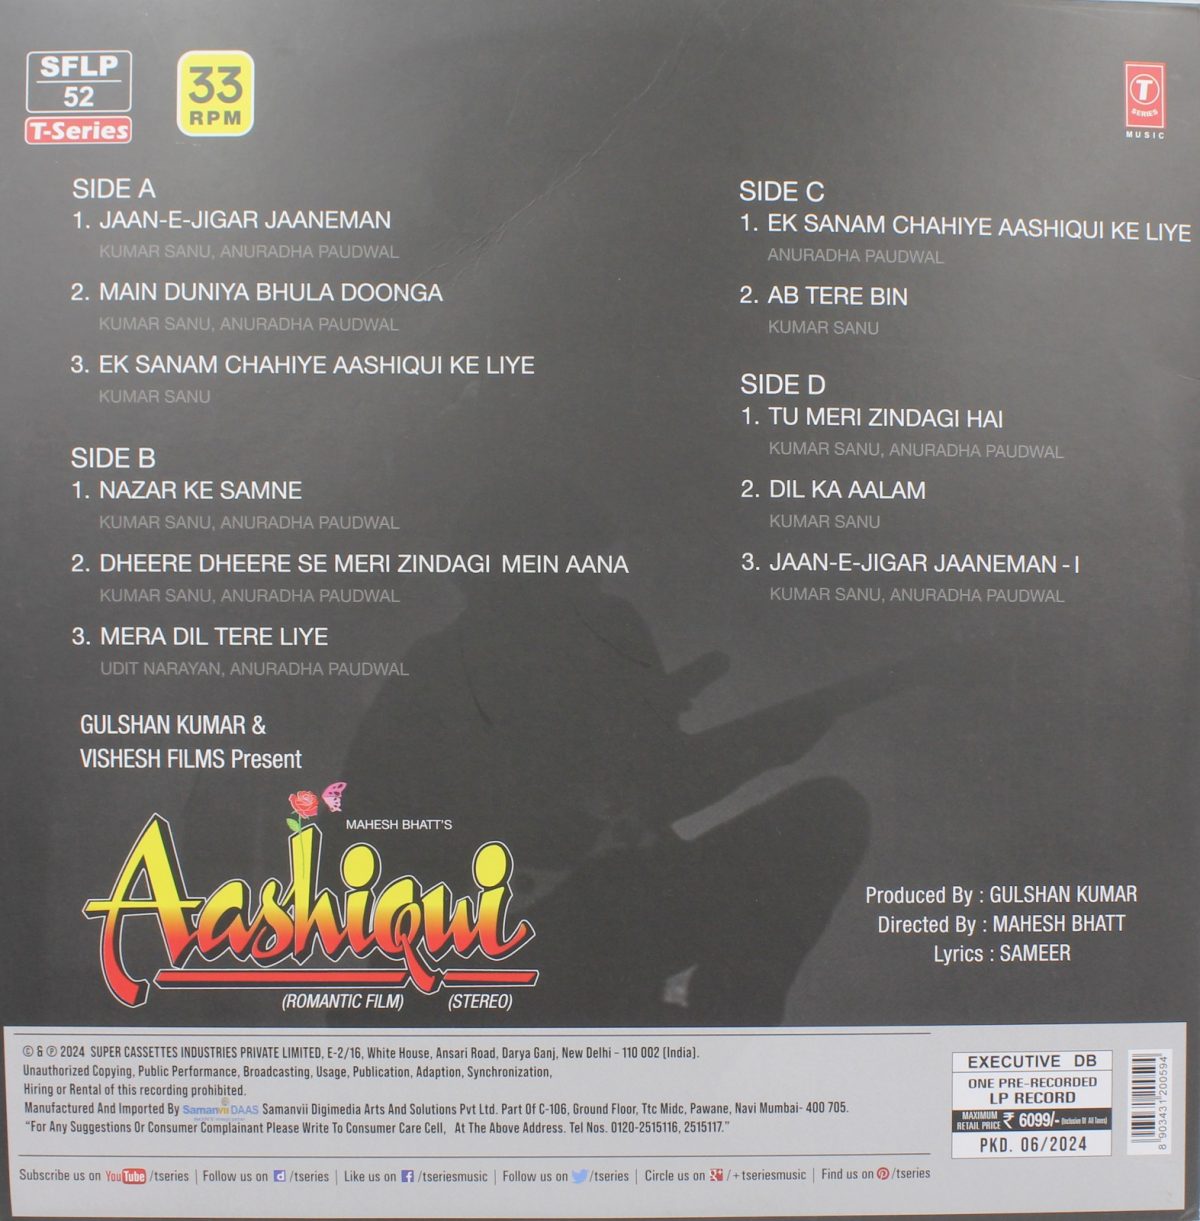 SFLP
52
T-Series
33
RPM
T
SERIES
MUSIC
SIDE A
1. JAAN-E-JIGAR JAANEMAN
KUMAR SANU, ANURADHA PAUDWAL
2. MAIN DUNIYA BHULA DOONGA
KUMAR SANU, ANURADHA PAUDWAL
3. EK SANAM CHAHIYE AASHIQUI KE LIYE
KUMAR SANU
SIDE B
1. NAZAR KE SAMNE
KUMAR SANU, ANURADHA PAUDWAL
2. DHEERE DHEERE SE MERI ZINDAGI MEIN AANA
KUMAR SANU, ANURADHA PAUDWAL
3. MERA DIL TERE LIYE
UDIT NARAYAN, ANURADHA PAUDWAL
SIDE C
1. EK SANAM CHAHIYE AASHIQUI KE LIYE
ANURADHA PAUDWAL
2. AB TERE BIN
KUMAR SANU
SIDE D
1. TU MERI ZINDAGI HAI
KUMAR SANU, ANURADHA PAUDWAL
2. DIL KA AALAM
KUMAR SANU
3. JAAN-E-JIGAR JAANEMAN - I
KUMAR SANU, ANURADHA PAUDWAL
GULSHAN KUMAR &
VISHESH FILMS Present
MAHESH BHATT'S
Aashiqui
(ROMANTIC FILM) (STEREO)
Produced By : GULSHAN KUMAR
Directed By : MAHESH BHATT
Lyrics : SAMEER
© & ℗ 2024 SUPER CASSETTES INDUSTRIES PRIVATE LIMITED, E-2/16, White House, Ansari Road, Darya Ganj, New Delhi - 110 002 (India).
Unauthorized Copying, Public Performance, Broadcasting, Usage, Publication, Adaption, Synchronization,
Hiring or Rental of this recording prohibited.
Manufactured And Imported By Samanvii DAAS Samanvii Digimedia Arts And Solutions Pvt Ltd. Part Of C-106, Ground Floor, Ttc Midc, Pawane, Navi Mumbai- 400 705.
"For Any Suggestions Or Consumer Complainant Please Write To Consumer Care Cell, At The Above Address. Tel Nos. 0120-2515116, 2515117."
EXECUTIVE DB
ONE PRE-RECORDED
LP RECORD
MAXIMUM RETAIL PRICE ₹ 6099/- (Inclusive Of All Taxes)
PKD. 06/2024
8 903431 200594
Subscribe us on YouTube /tseries | Follow us on d /tseries | Like us on f /tseriesmusic | Follow us on /tseries | Circle us on g+ /+tseriesmusic | Find us on /tseries